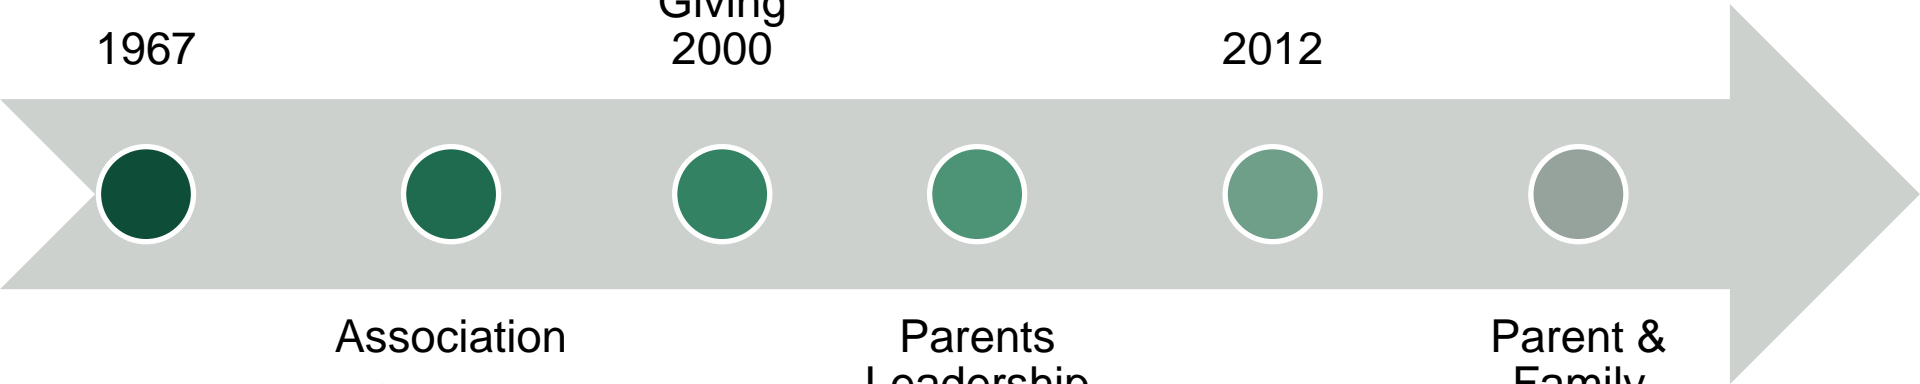 1967
Giving
2000
2012
Association
Parents
Leadership
Parent &
Family